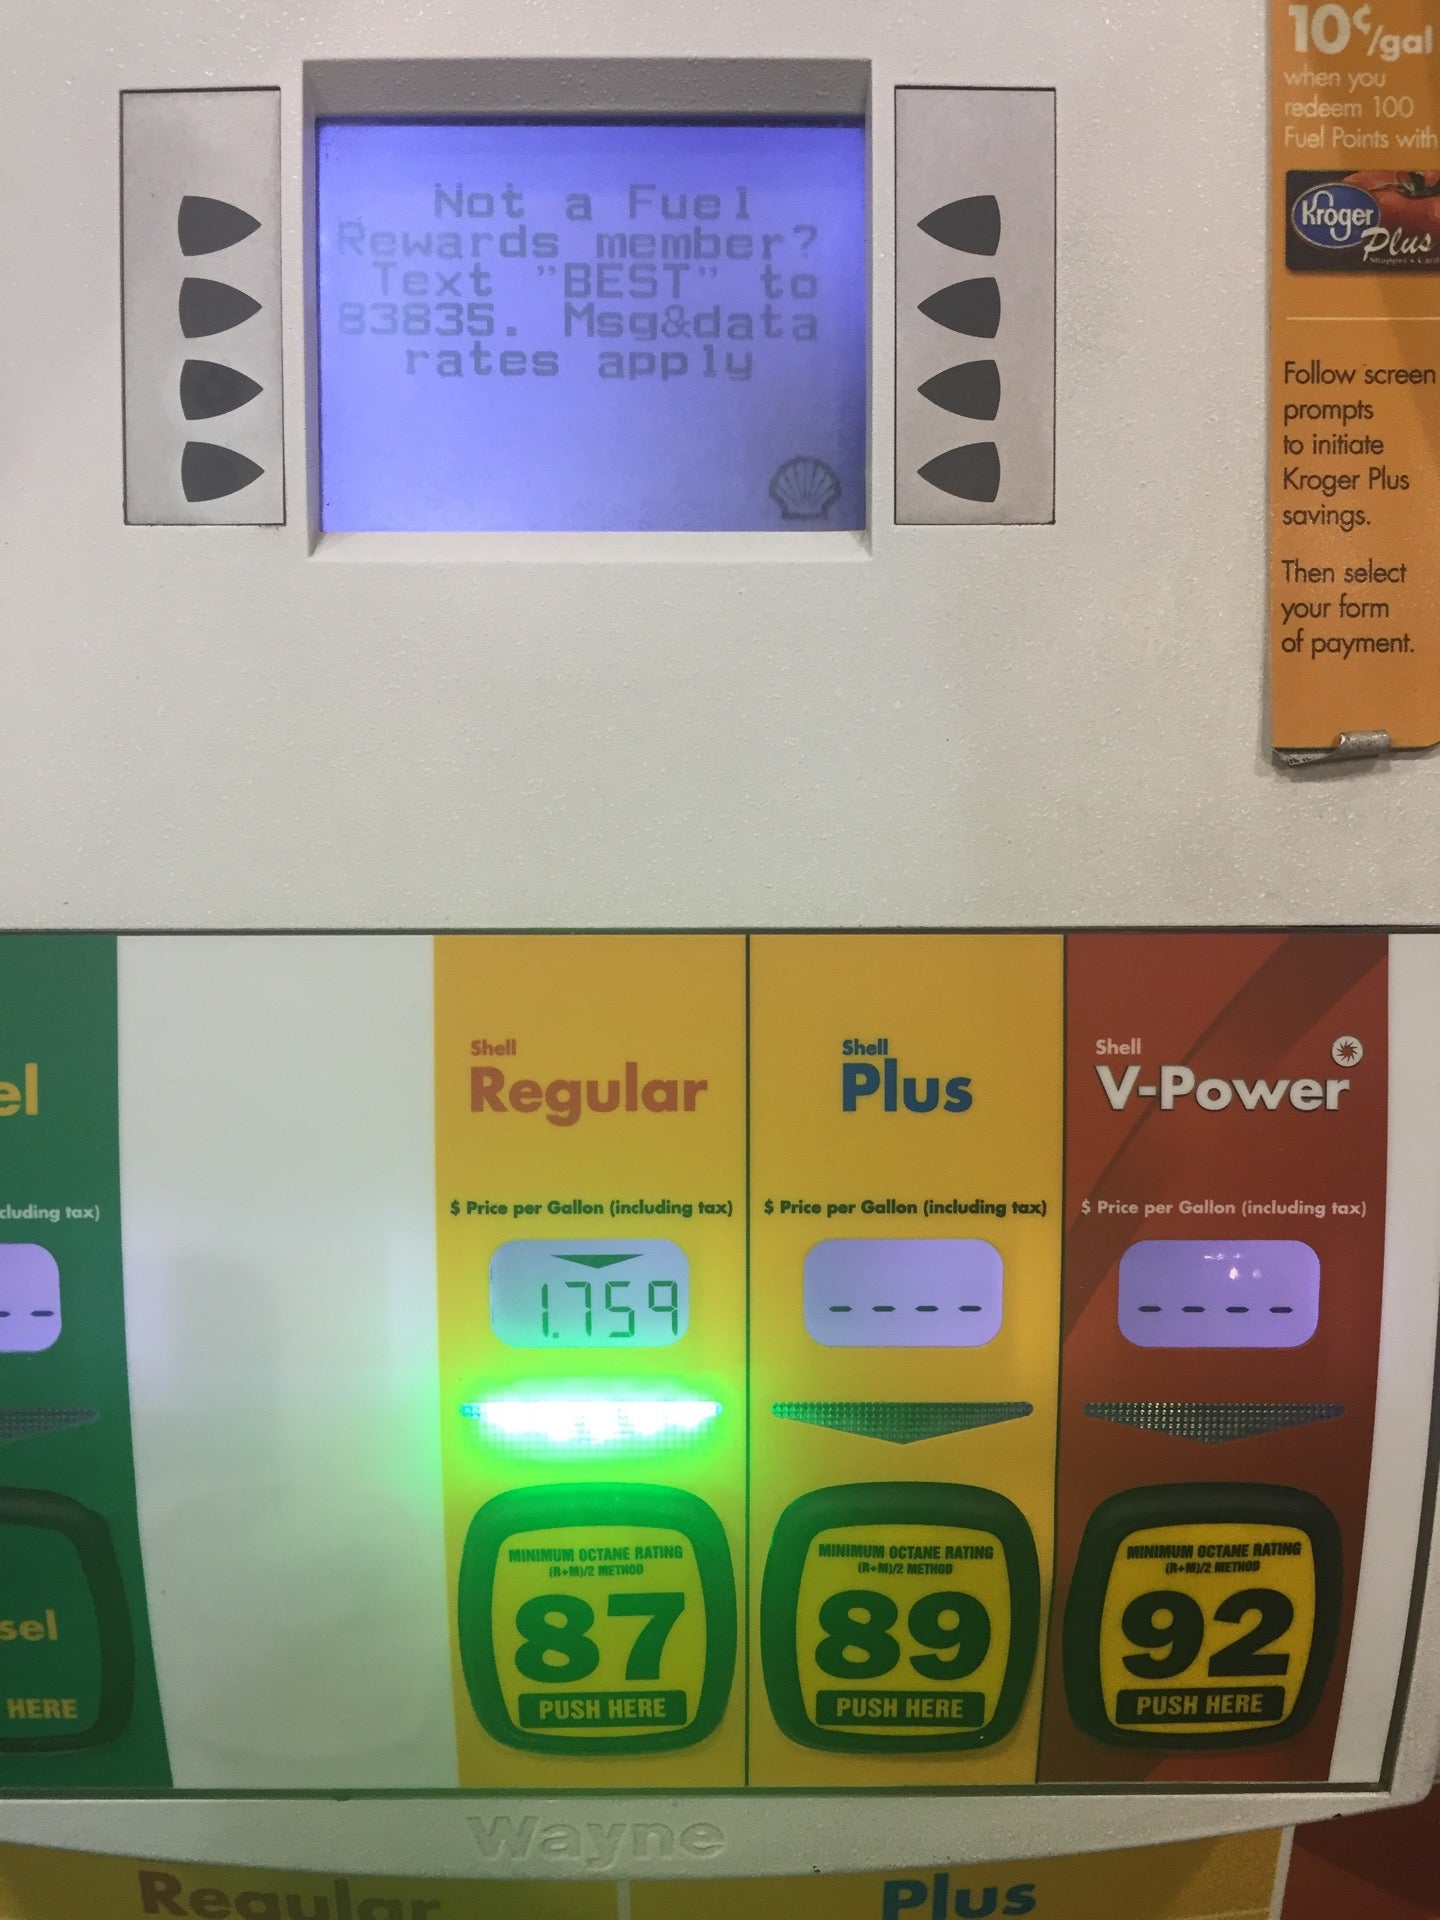 Not a Fuel
Rewards member?
Text "BEST" to
83835. Msg&data
rates apply
10¢/gal
when you
redeem 100
Fuel Points with
Kroger
Plus
Follow screen
prompts
to initiate
Kroger Plus
savings.
Then select
your form
of payment.
el
cluding tax)
- -
sel
HERE
Shell
Regular
$ Price per Gallon (including tax)
1.759
MINIMUM OCTANE RATING
(R+M)/2 METHOD
87
PUSH HERE
Shell
Plus
$ Price per Gallon (including tax)
- - - -
MINIMUM OCTANE RATING
(R+M)/2 METHOD
89
PUSH HERE
Shell
V-Power
$ Price per Gallon (including tax)
- - - -
MINIMUM OCTANE RATING
(R+M)/2 METHOD
92
PUSH HERE
Wayne
Regular
Plus